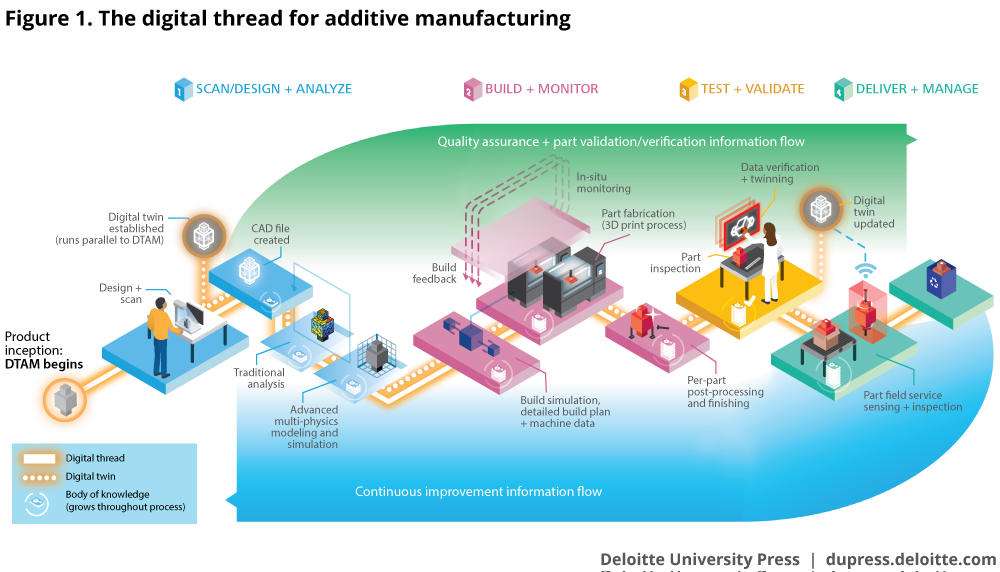 Figure 1. The digital thread for additive manufacturing
1 SCAN/DESIGN + ANALYZE
2 BUILD + MONITOR
3 TEST + VALIDATE
4 DELIVER + MANAGE
Quality assurance + part validation/verification information flow
Digital twin
established
(runs parallel to DTAM)
CAD file
created
Design +
scan
Product
inception:
DTAM begins
Traditional
analysis
Advanced
multi-physics
modeling and
simulation
In-situ
monitoring
Build
feedback
Part fabrication
(3D print process)
Build simulation,
detailed build plan
+ machine data
Per-part
post-processing
and finishing
Data verification
+ twinning
Part
inspection
Digital
twin
updated
Part field service
sensing + inspection
Digital thread
Digital twin
Body of knowledge
(grows throughout process)
Continuous improvement information flow
Deloitte University Press | dupress.deloitte.com